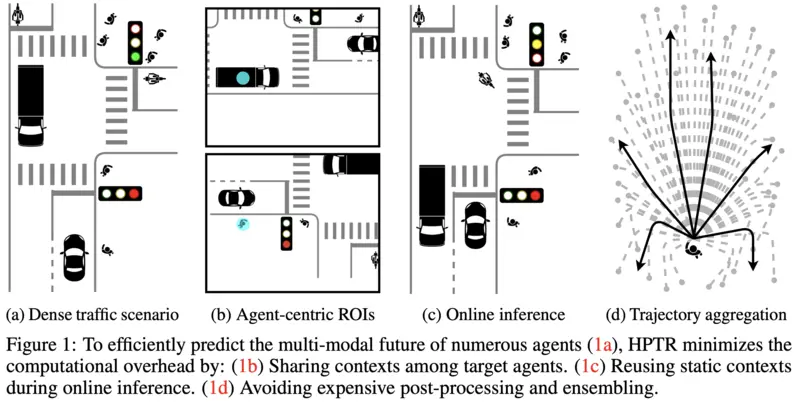 (a) Dense traffic scenario
(b) Agent-centric ROIs
(c) Online inference
(d) Trajectory aggregation
Figure 1: To efficiently predict the multi-modal future of numerous agents (1a), HPTR minimizes the
computational overhead by: (1b) Sharing contexts among target agents. (1c) Reusing static contexts
during online inference. (1d) Avoiding expensive post-processing and ensembling.